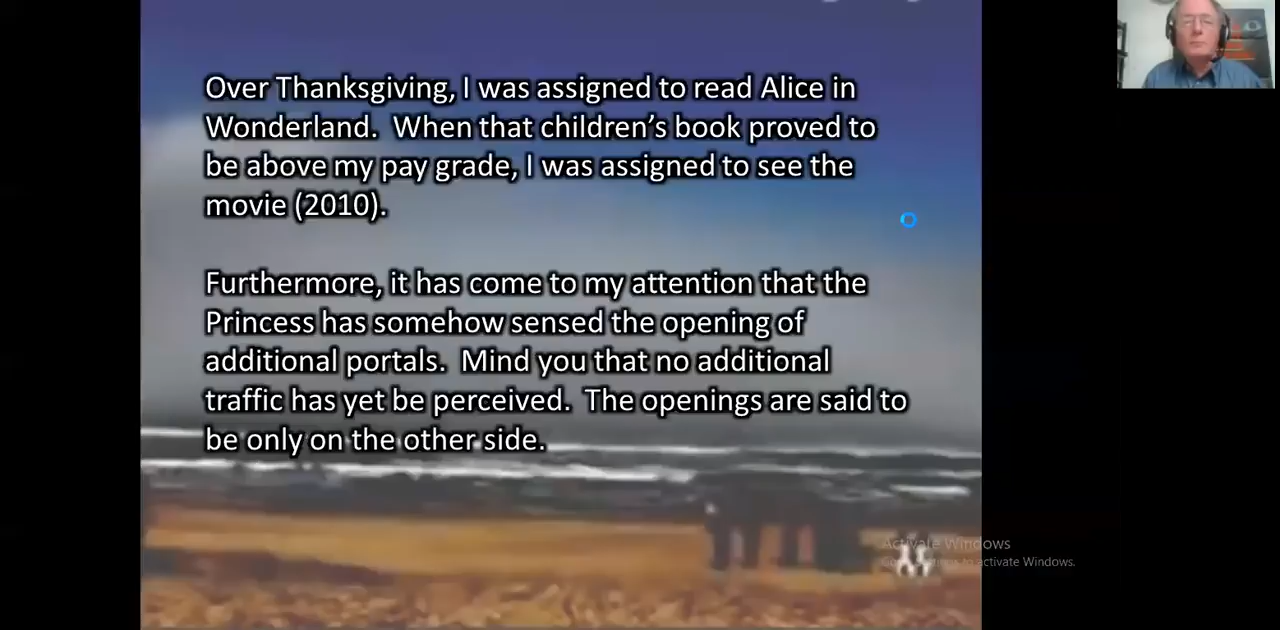 Over Thanksgiving, I was assigned to read Alice in
Wonderland.  When that children's book proved to
be above my pay grade, I was assigned to see the
movie (2010).
Furthermore, it has come to my attention that the
Princess has somehow sensed the opening of
additional portals.  Mind you that no additional
traffic has yet be perceived.  The openings are said to
be only on the other side.
Activate Windows
to activate Windows.